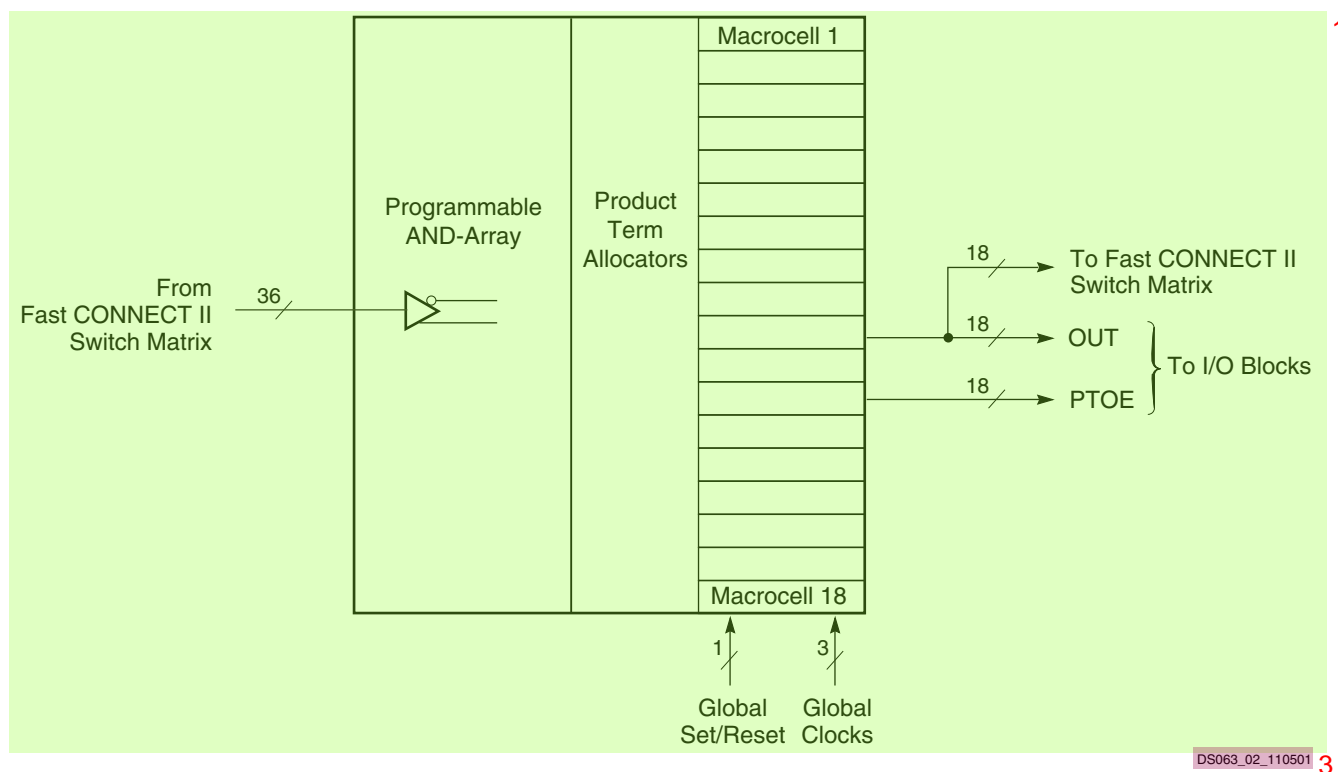 Macrocell 1
Programmable
AND-Array
Product
Term
Allocators
From
Fast CONNECT II
Switch Matrix
36
18
To Fast CONNECT II
Switch Matrix
18
OUT
18
PTOE
To I/O Blocks
Macrocell 18
1
3
Global
Set/Reset
Global
Clocks
DS063_02_110501
3